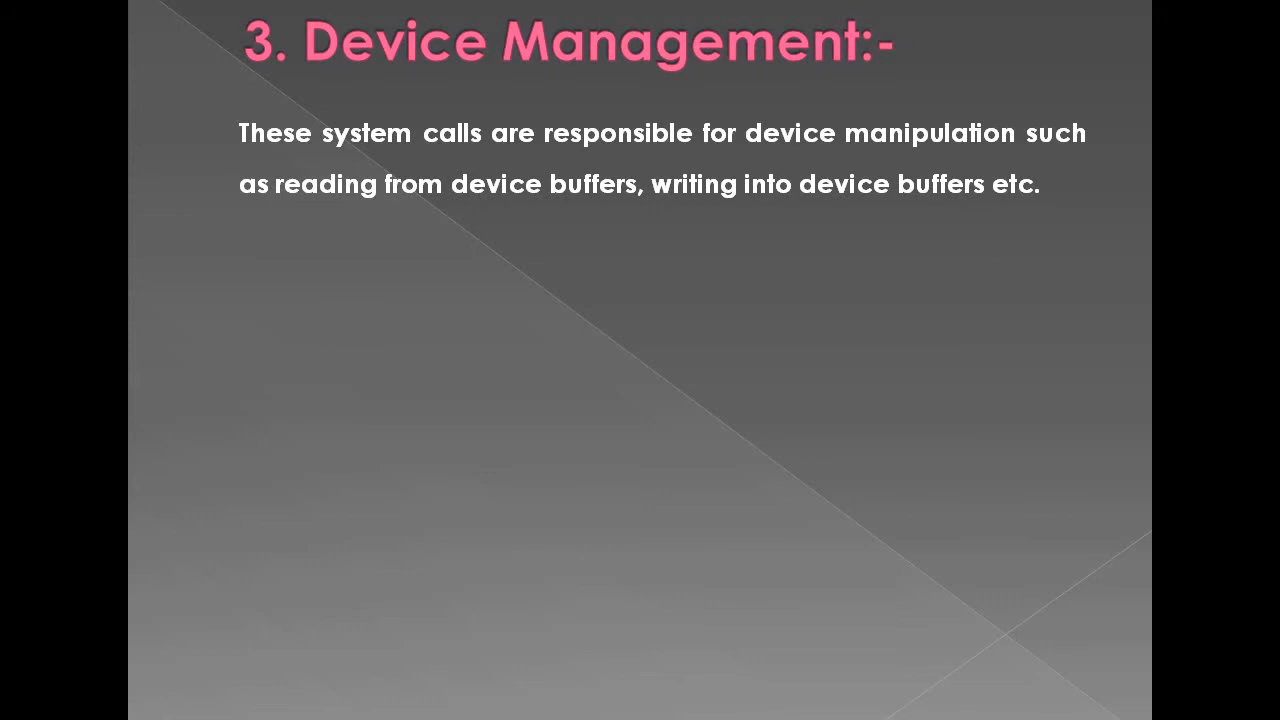 3. Device Management:-
These system calls are responsible for device manipulation such
as reading from device buffers, writing into device buffers etc.